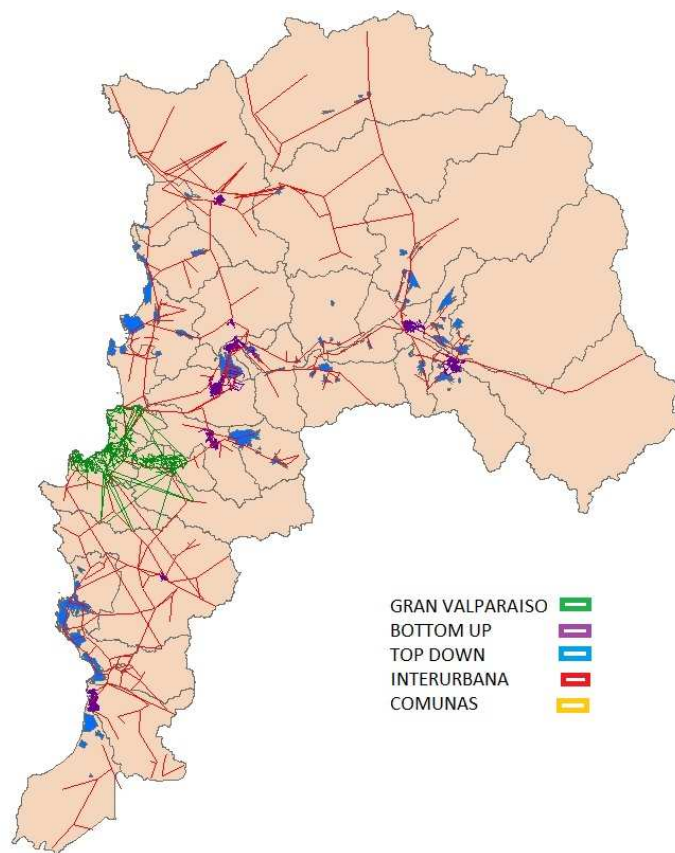 GRAN VALPARAISO
BOTTOM UP
TOP DOWN
INTERURBANA
COMUNAS